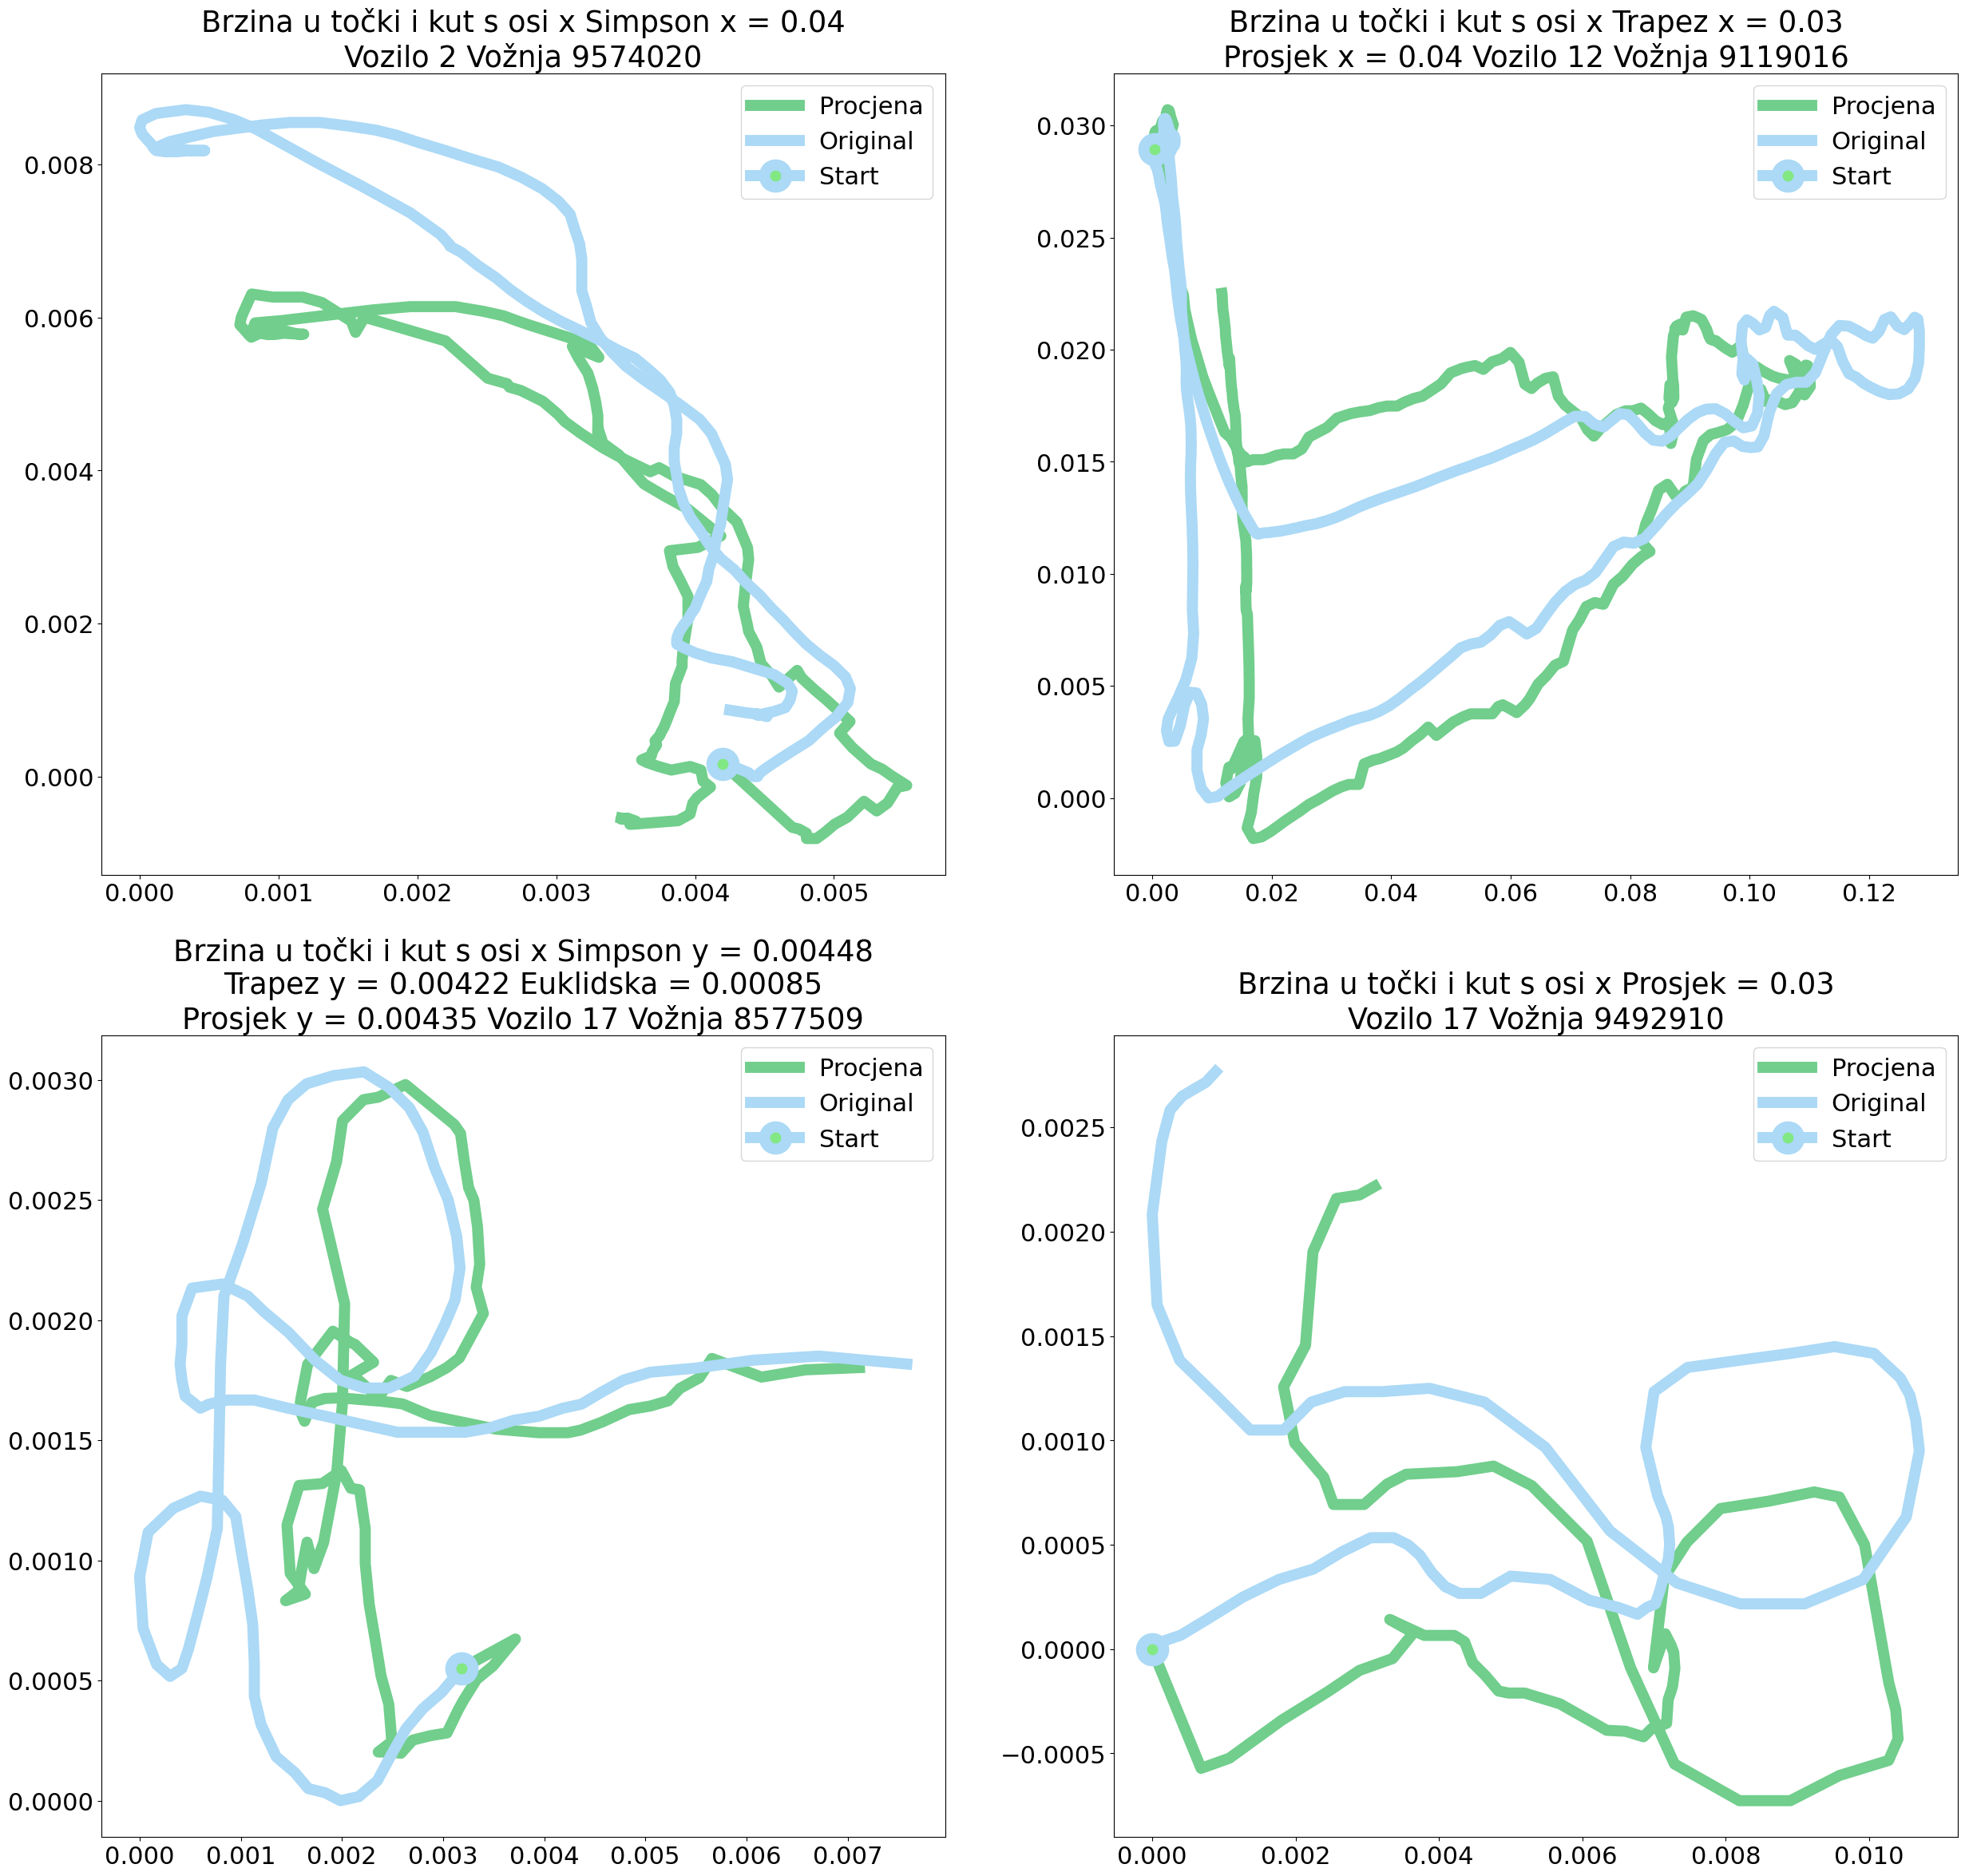 Brzina u točki i kut s osi x Simpson x = 0.04
Vozilo 2 Vožnja 9574020
Procjena
Original
Start
0.008
0.006
0.004
0.002
0.000
0.000 0.001 0.002 0.003 0.004 0.005
Brzina u točki i kut s osi x Trapez x = 0.03
Prosjek x = 0.04 Vozilo 12 Vožnja 9119016
Procjena
Original
Start
0.030
0.025
0.020
0.015
0.010
0.005
0.000
0.00 0.02 0.04 0.06 0.08 0.10 0.12
Brzina u točki i kut s osi x Simpson y = 0.00448
Trapez y = 0.00422 Euklidska = 0.00085
Prosjek y = 0.00435 Vozilo 17 Vožnja 8577509
Procjena
Original
Start
0.0030
0.0025
0.0020
0.0015
0.0010
0.0005
0.0000
0.000 0.001 0.002 0.003 0.004 0.005 0.006 0.007
Brzina u točki i kut s osi x Prosjek = 0.03
Vozilo 17 Vožnja 9492910
Procjena
Original
Start
0.0025
0.0020
0.0015
0.0010
0.0005
0.0000
−0.0005
0.000 0.002 0.004 0.006 0.008 0.010